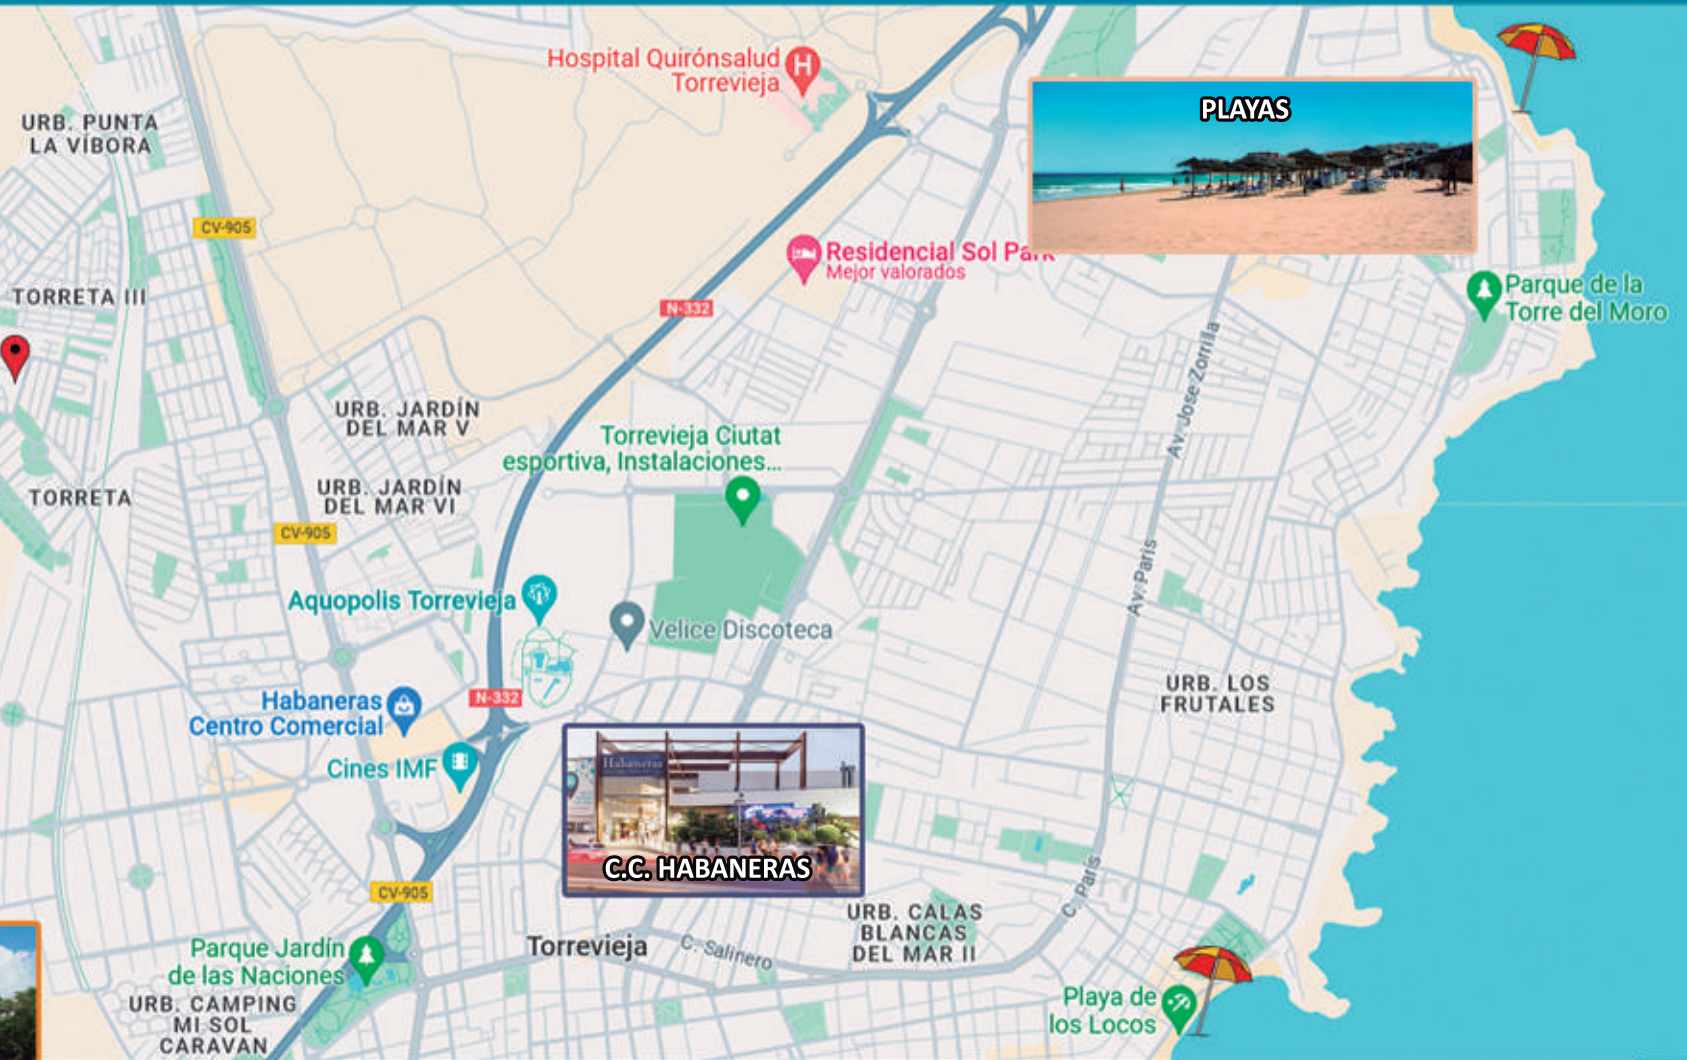 Hospital Quirónsalud
Torrevieja
H
PLAYAS
URB. PUNTA
LA VÍBORA
CV-905
Residencial Sol Park
Mejor valorados
Parque de la
Torre del Moro
TORRETA III
N-332
Av. Jose Zorrilla
URB. JARDÍN
DEL MAR V
Torrevieja Ciutat
esportiva, Instalaciones...
TORRETA
URB. JARDÍN
DEL MAR VI
CV-905
Av. Paris
Aquopolis Torrevieja
Velice Discoteca
N-332
URB. LOS
FRUTALES
Habaneras
Centro Comercial
Cines IMF
Habaneras
C.C. HABANERAS
CV-905
C. Paris
URB. CALAS
BLANCAS
DEL MAR II
Torrevieja
C. Salinero
Parque Jardín
de las Naciones
URB. CAMPING
MI SOL
CARAVAN
Playa de
los Locos